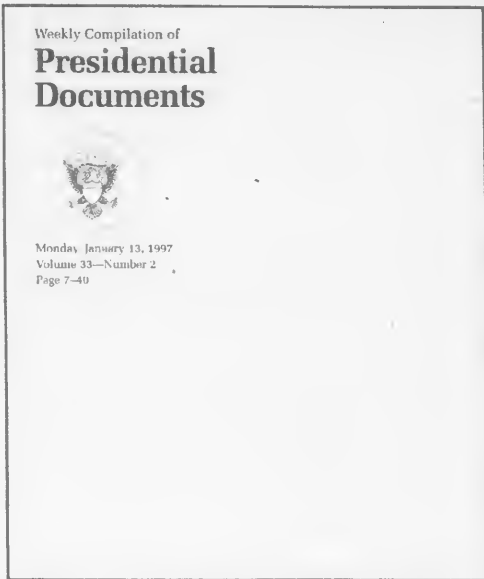 Weekly Compilation of
Presidential
Documents
Monday, January 13, 1997
Volume 33—Number 2
Page 7–40